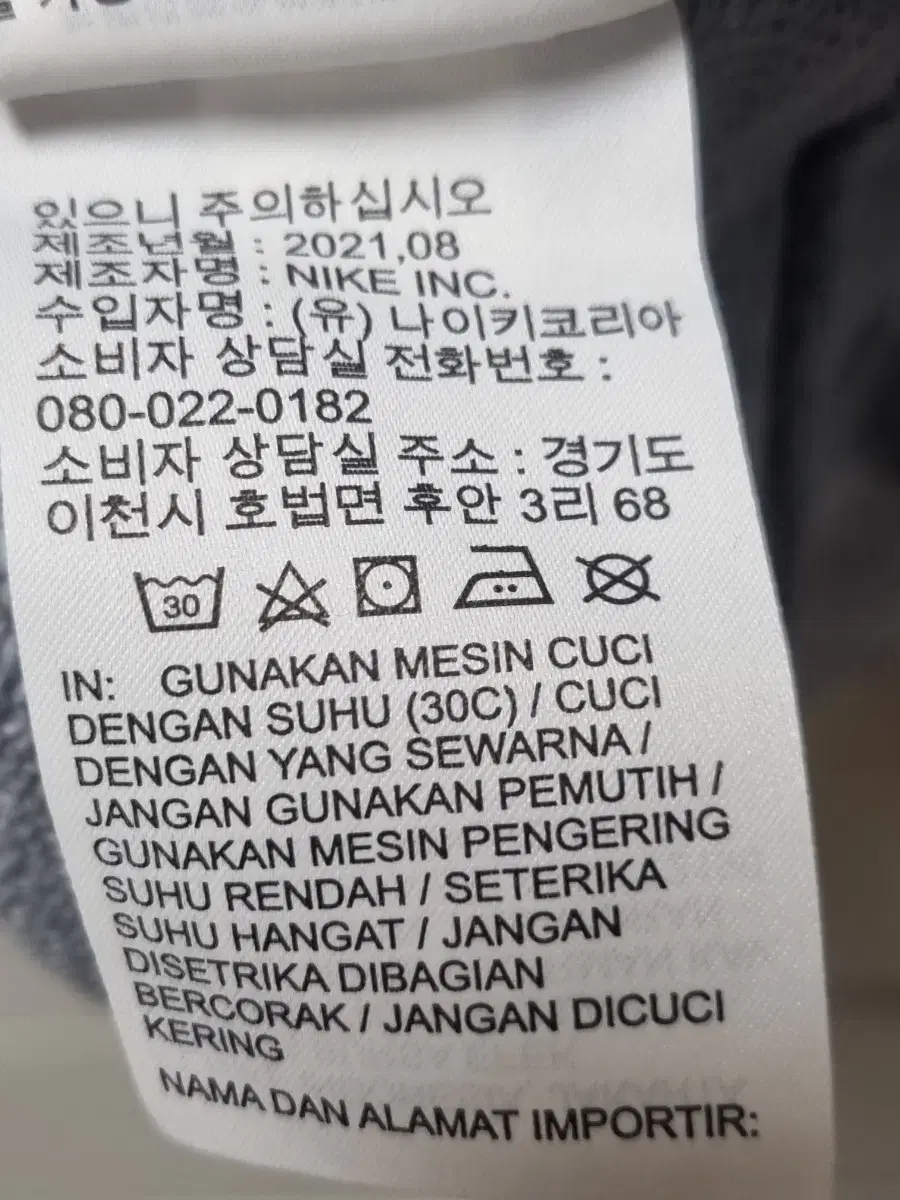 있으니 주의하십시오
제조년월 : 2021,08
제조자명 : NIKE INC.
수입자명 : (유) 나이키코리아
소비자 상담실 전화번호 :
080-022-0182
소비자 상담실 주소 : 경기도
이천시 호법면 후안 3리 68
30
IN: GUNAKAN MESIN CUCI
DENGAN SUHU (30C) / CUCI
DENGAN YANG SEWARNA /
JANGAN GUNAKAN PEMUTIH /
GUNAKAN MESIN PENGERING
SUHU RENDAH / SETERIKA
SUHU HANGAT / JANGAN
DISETRIKA DIBAGIAN
BERCORAK / JANGAN DICUCI
KERING
NAMA DAN ALAMAT IMPORTIR: